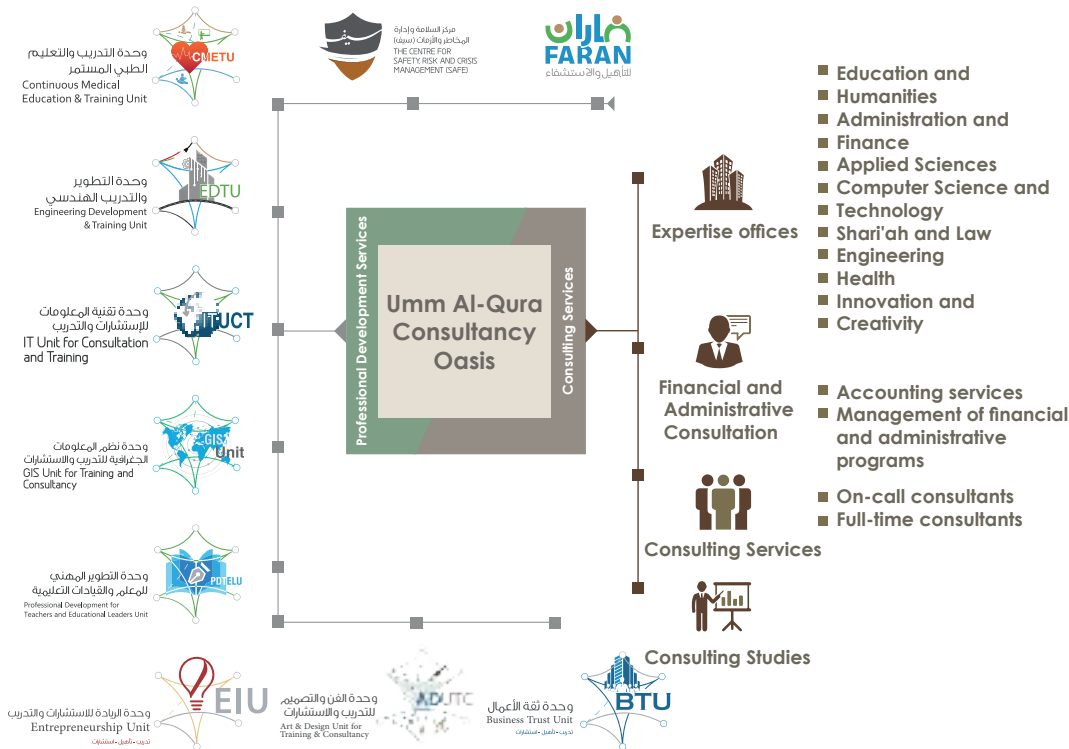 وحدة التدريب والتعليم
الطبي المستمر
Continuous Medical
Education & Training Unit
CMETU
سيف
مركز السلامة وإدارة
المخاطر والأزمات (سيف)
THE CENTRE FOR
SAFETY, RISK AND CRISIS
MANAGEMENT (SAFE)
فاران
FARAN
للتأهيل والاستشفاء
وحدة التطوير
والتدريب الهندسي
Engineering Development
& Training Unit
EDTU
وحدة تقنية المعلومات
للإستشارات والتدريب
IT Unit for Consultation
and Training
ITUCT
وحدة نظم المعلومات
الجغرافية للتدريب والاستشارات
GIS Unit for Training and
Consultancy
GIS
Unit
وحدة التطوير المهني
للمعلم والقيادات التعليمية
Professional Development for
Teachers and Educational Leaders Unit
PDTELU
وحدة الريادة للاستشارات والتدريب
Entrepreneurship Unit
تدريب - تأهيل - استشارات
EIU
وحدة الفن والتصميم
للتدريب والاستشارات
Art & Design Unit for
Training & Consultancy
ADUTC
وحدة ثقة الأعمال
Business Trust Unit
تدريب - تأهيل - استشارات
BTU
Professional Development Services
Umm Al-Qura
Consultancy
Oasis
Consulting Services
Expertise offices
Education and
Humanities
Administration and
Finance
Applied Sciences
Computer Science and
Technology
Shari'ah and Law
Engineering
Health
Innovation and
Creativity
Financial and
Administrative
Consultation
Accounting services
Management of financial
and administrative
programs
Consulting Services
On-call consultants
Full-time consultants
Consulting Studies